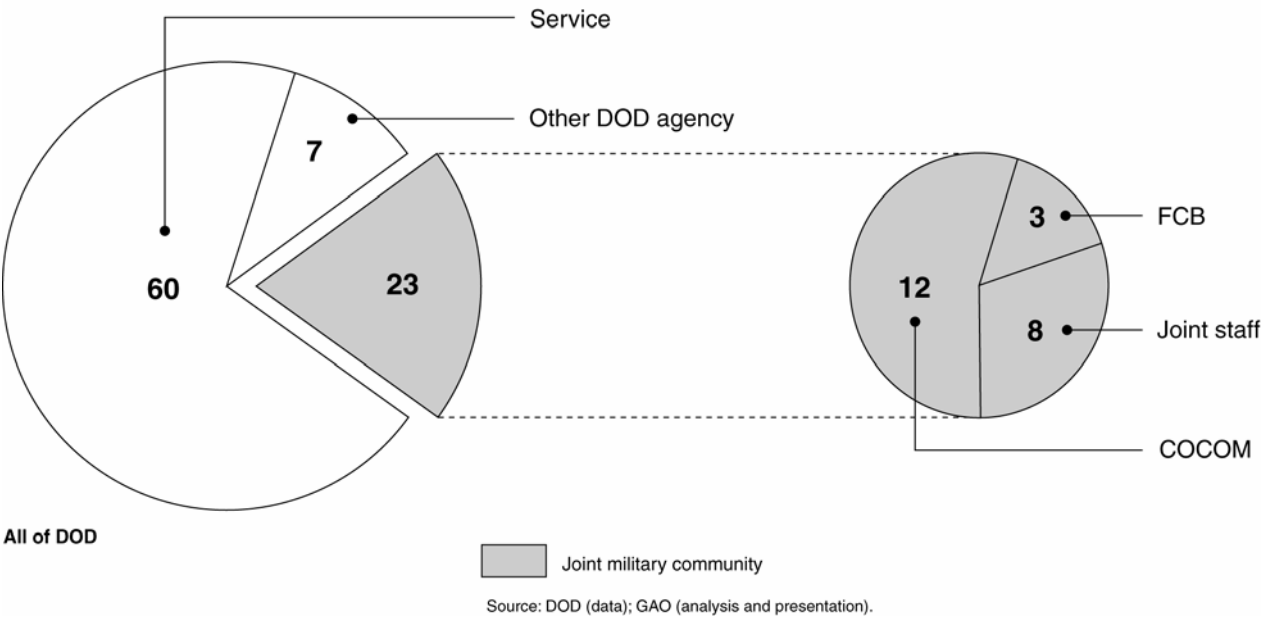 Service
Other DOD agency
7
60
23
3
FCB
12
8
Joint staff
COCOM
All of DOD
Joint military community
Source: DOD (data); GAO (analysis and presentation).